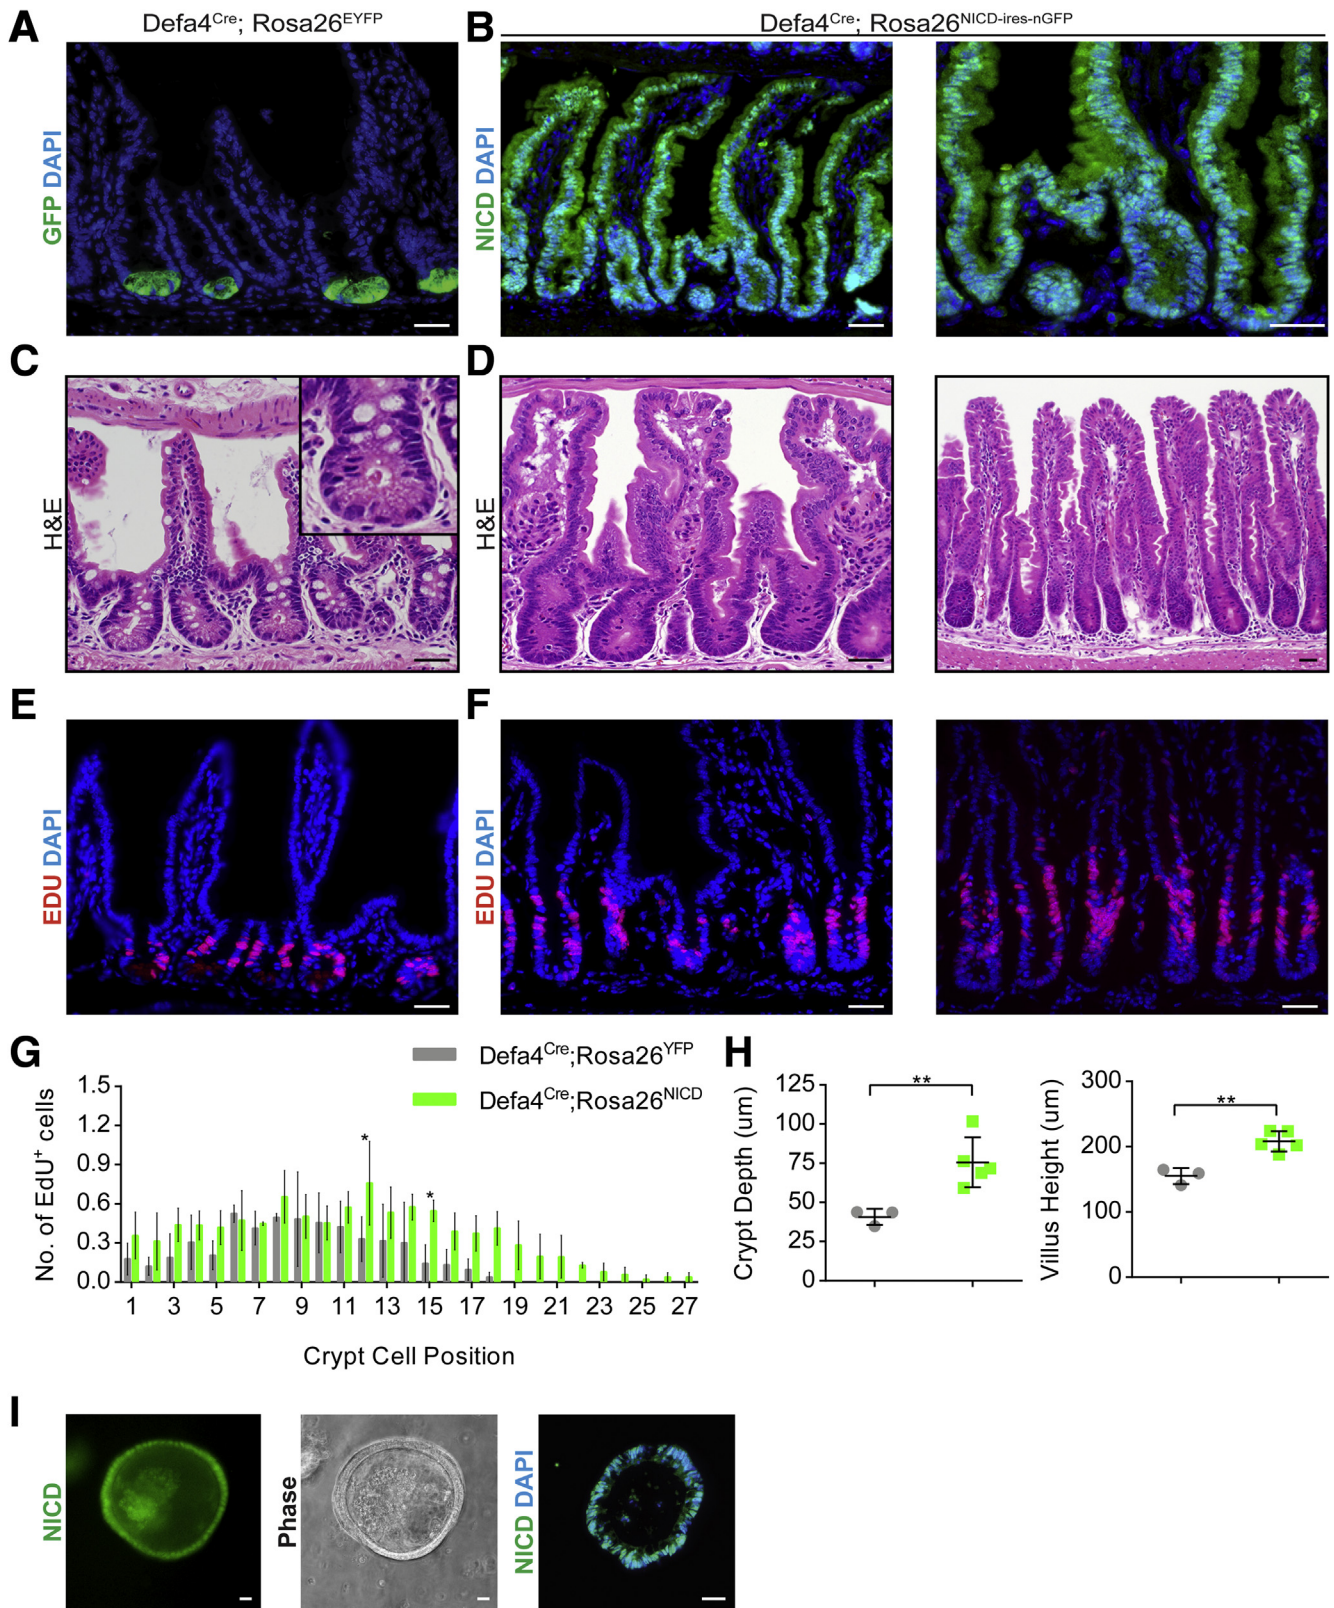 A
Defa4Cre; Rosa26EYFP
B
Defa4Cre; Rosa26NICD-ires-nGFP
GFP DAPI
NICD DAPI
C
D
H&E
H&E
E
F
EDU DAPI
EDU DAPI
G
Defa4Cre;Rosa26YFP
Defa4Cre;Rosa26NICD
No. of EdU+ cells
1.5
1.2
0.9
0.6
0.3
0.0
*
*
1 3 5 7 9 11 13 15 17 19 21 23 25 27
Crypt Cell Position
H
Crypt Depth (um)
125
100
75
50
25
0
**
Villus Height (um)
300
200
100
0
**
I
NICD
Phase
NICD DAPI